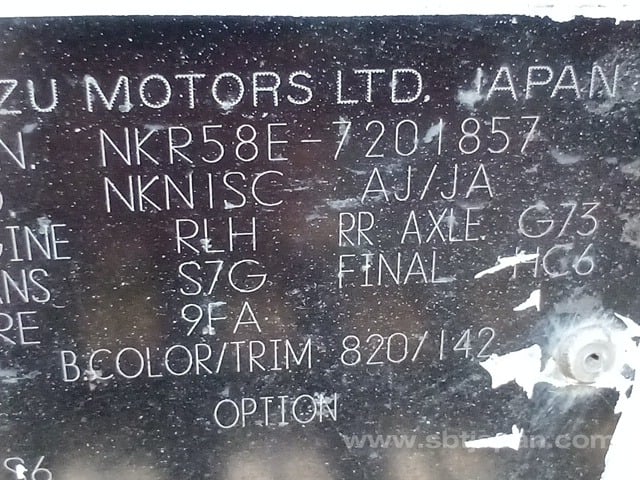 ZU MOTORS LTD. JAPAN
N. NKR58E-7201857
NKN1SC AJ/JA
GINE RLH RR AXLE G73
ANS S7G FINAL HC6
RE 9FA
B.COLOR/TRIM 820/142
OPTION
www.sbtjapan.com
86